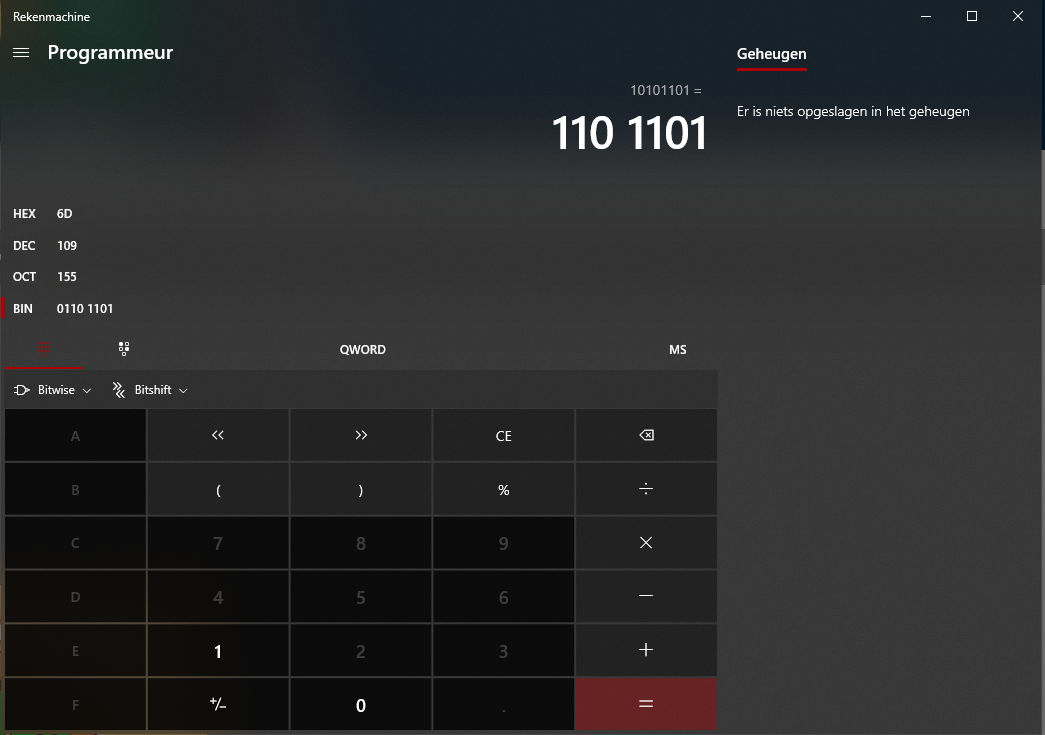 Rekenmachine
Programmeur
10101101 =
110 1101
Geheugen
Er is niets opgeslagen in het geheugen
HEX 6D
DEC 109
OCT 155
BIN 0110 1101
QWORD MS
Bitwise Bitshift
A << >> CE
B ( ) % ÷
C 7 8 9 ×
D 4 5 6 −
E 1 2 3 +
F +/− 0 . =